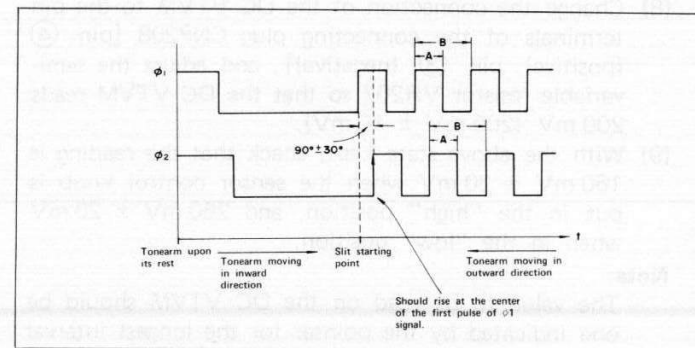 B
A
B
A
φ1
φ2
B
A
90°±30°
t
Tonearm upon
its rest
Tonearm moving
in inward
direction
Slit starting
point
Tonearm moving in
outward direction
Should rise at the center
of the first pulse of φ1
signal.